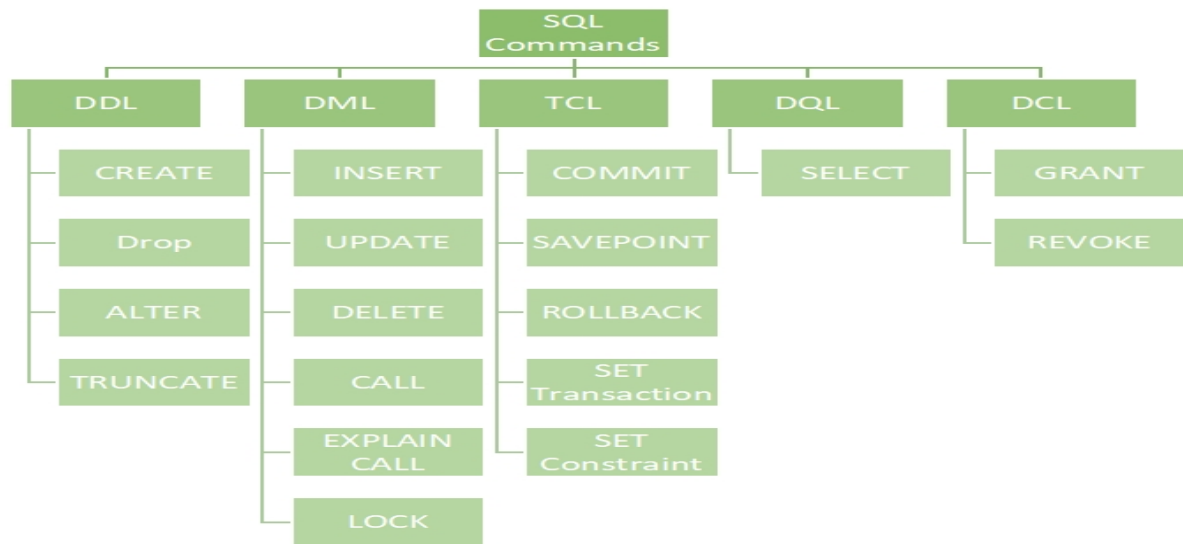 SQL
Commands
DDL
DML
TCL
DQL
DCL
CREATE
INSERT
COMMIT
SELECT
GRANT
Drop
UPDATE
SAVEPOINT
REVOKE
ALTER
DELETE
ROLLBACK
TRUNCATE
CALL
SET
Transaction
EXPLAIN
CALL
SET
Constraint
LOCK